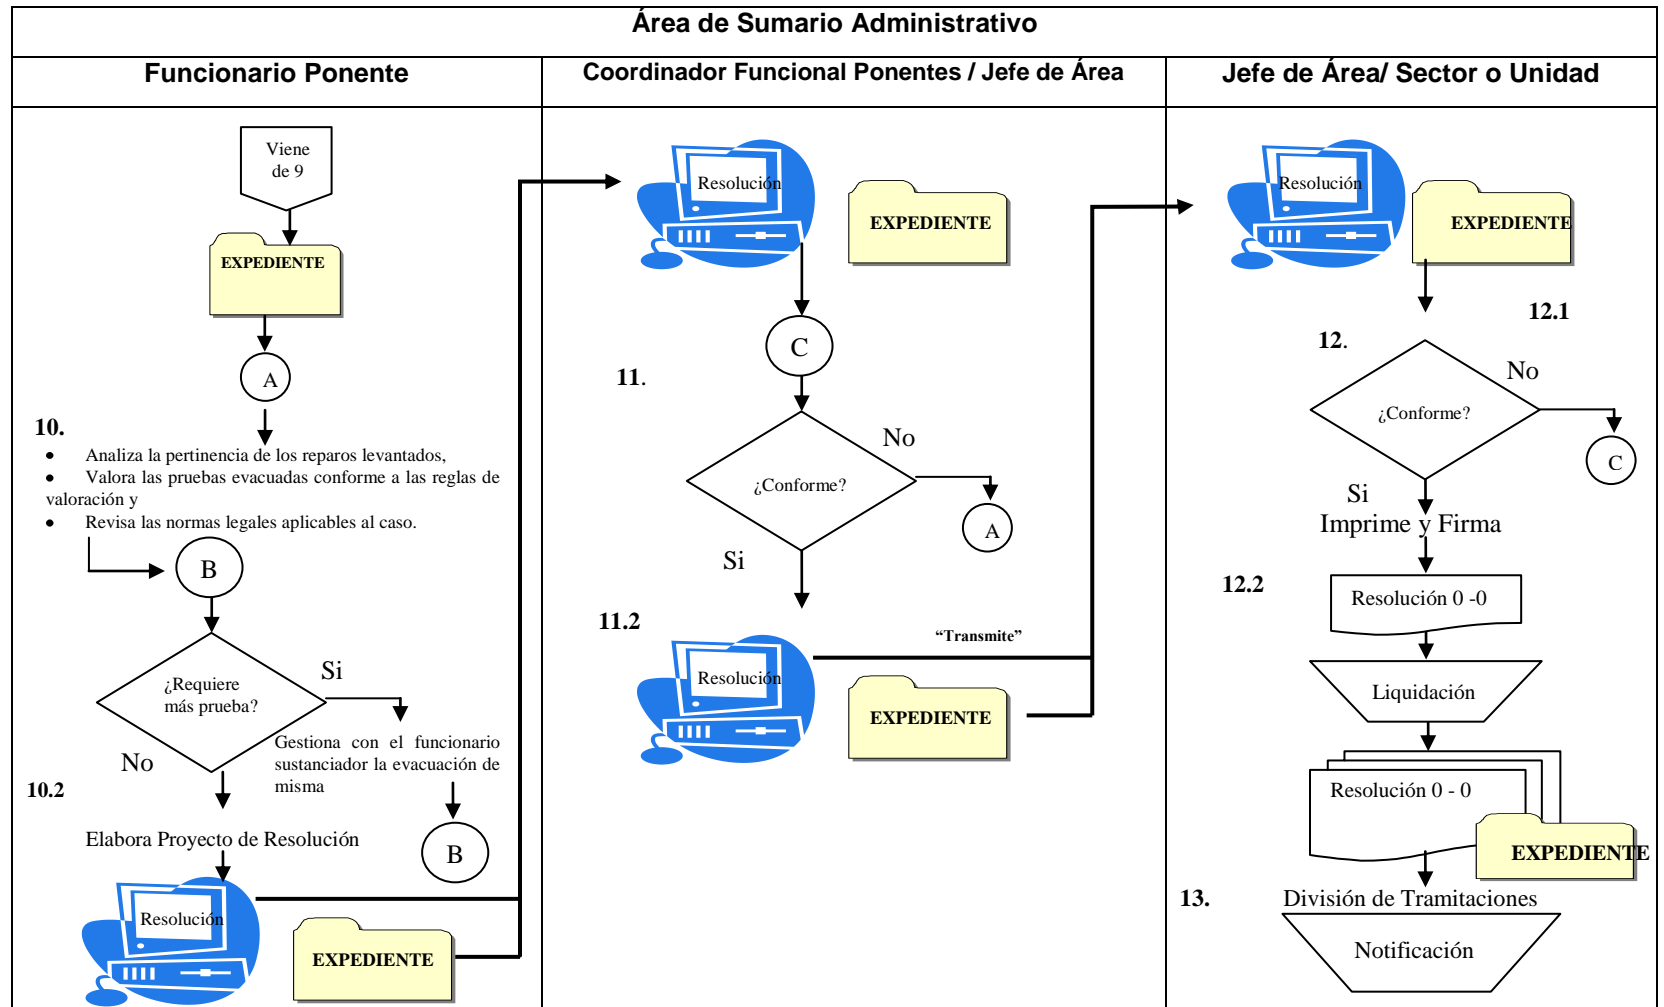 Área de Sumario Administrativo
Funcionario Ponente
Coordinador Funcional Ponentes / Jefe de Área
Jefe de Área/ Sector o Unidad
Viene
de 9
EXPEDIENTE
A
10.
• Analiza la pertinencia de los reparos levantados,
• Valora las pruebas evacuadas conforme a las reglas de
valoración y
• Revisa las normas legales aplicables al caso.
B
¿Requiere
más prueba?
Si
No
Gestiona con el funcionario
sustanciador la evacuación de
misma
B
10.2
Elabora Proyecto de Resolución
Resolución
EXPEDIENTE
Resolución
EXPEDIENTE
C
11.
¿Conforme?
No
A
Si
11.2
"Transmite"
Resolución
EXPEDIENTE
Resolución
EXPEDIENTE
12.1
12.
¿Conforme?
No
C
Si
Imprime y Firma
12.2
Resolución 0 -0
Liquidación
Resolución 0 - 0
EXPEDIENTE
13.
División de Tramitaciones
Notificación